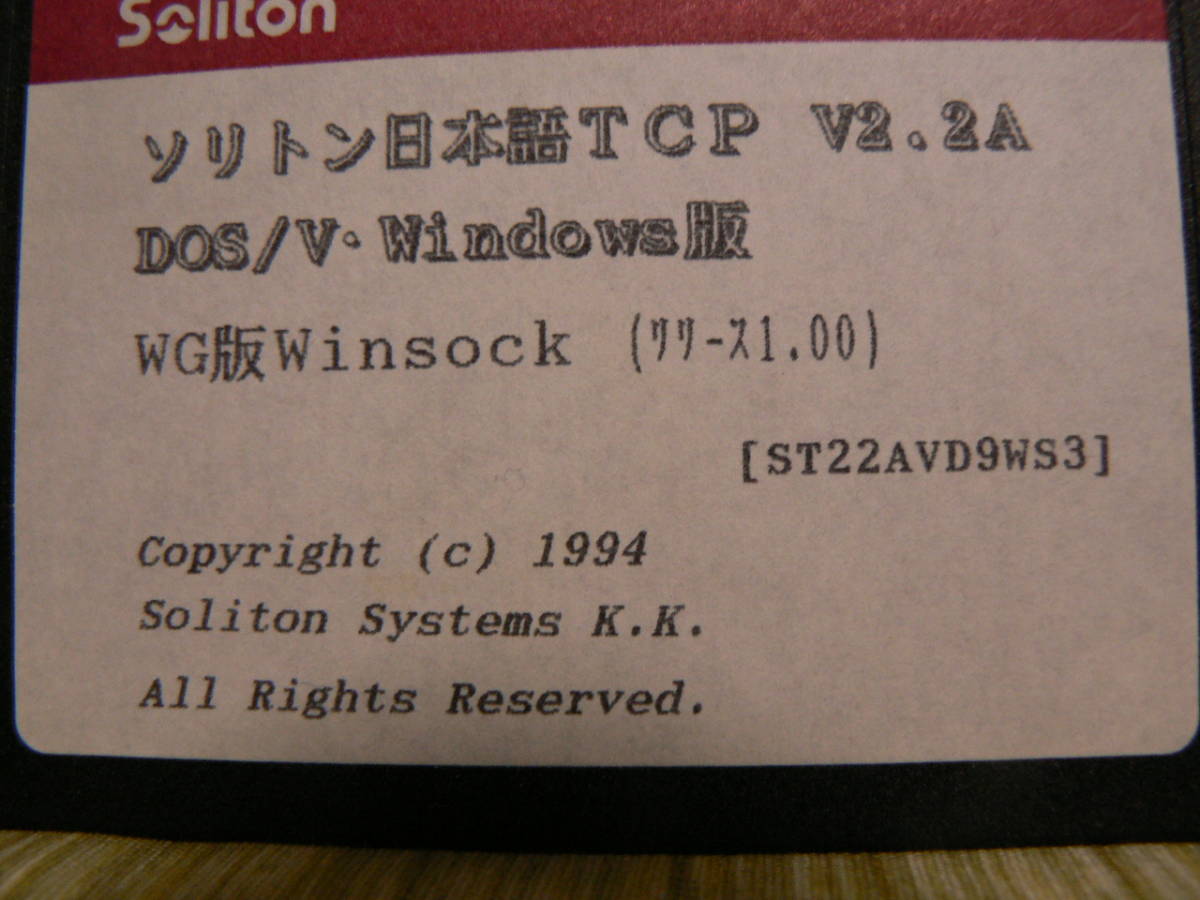 Soliton
ソリトン日本語TCP V2.2A
DOS/V・Windows版
WG版Winsock (ﾘﾘｰｽ1.00)
[ST22AVD9WS3]
Copyright (c) 1994
Soliton Systems K.K.
All Rights Reserved.